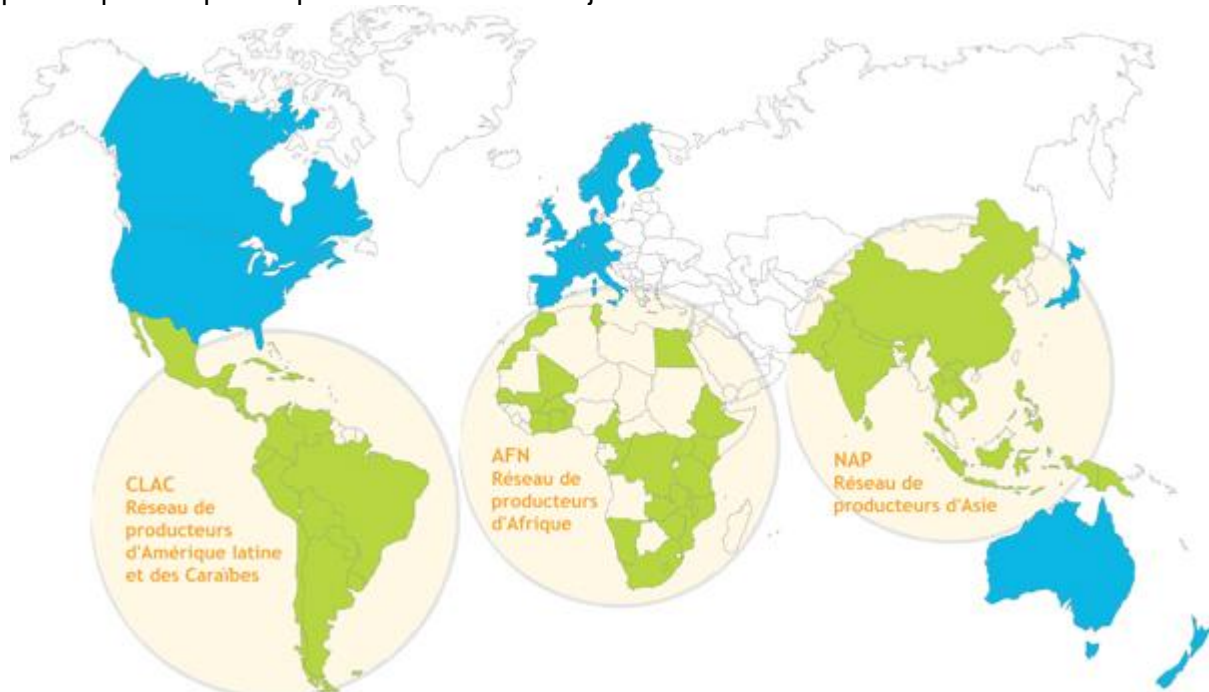 CLAC
Réseau de
producteurs
d'Amérique latine
et des Caraïbes
AFN
Réseau de
producteurs
d'Afrique
NAP
Réseau de
producteurs d'Asie